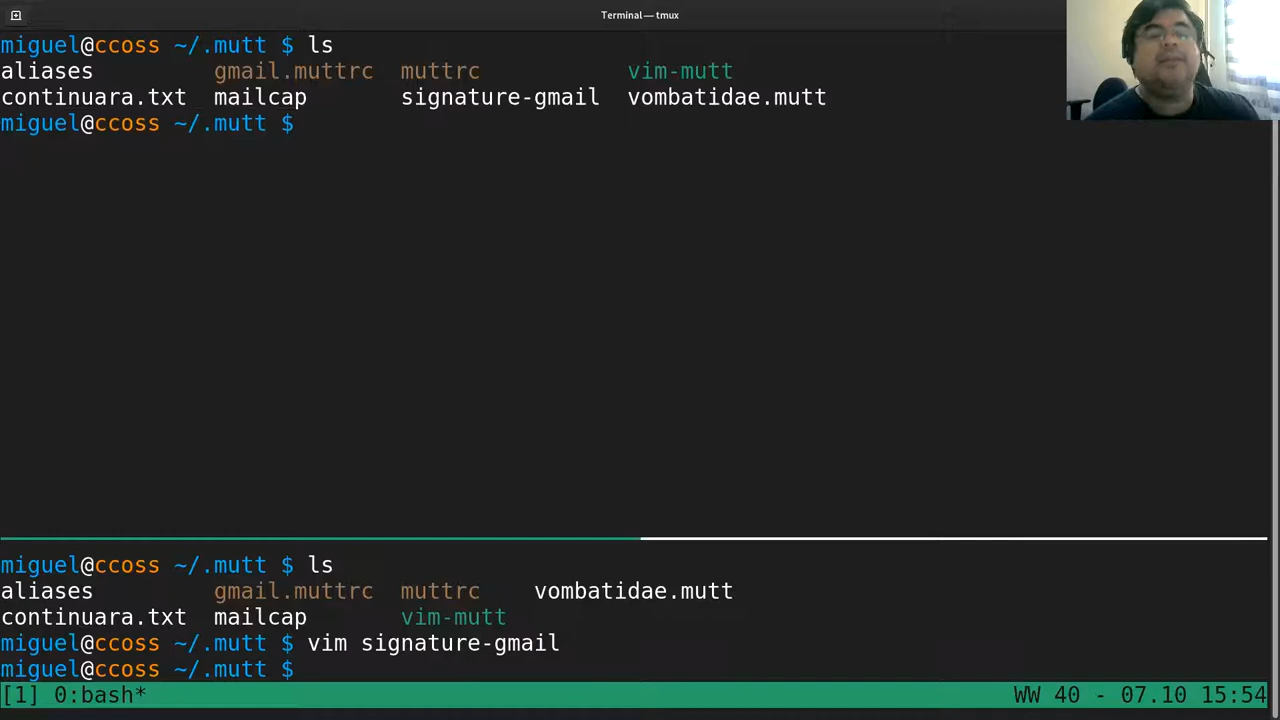 Terminal — tmux
miguel@ccoss ~/.mutt $ ls
aliases gmail.muttrc muttrc vim-mutt
continuara.txt mailcap signature-gmail vombatidae.mutt
miguel@ccoss ~/.mutt $
miguel@ccoss ~/.mutt $ ls
aliases gmail.muttrc muttrc vombatidae.mutt
continuara.txt mailcap vim-mutt
miguel@ccoss ~/.mutt $ vim signature-gmail
miguel@ccoss ~/.mutt $
[1] 0:bash* WW 40 - 07.10 15:54